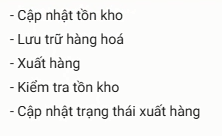 - Cập nhật tồn kho
- Lưu trữ hàng hoá
- Xuất hàng
- Kiểm tra tồn kho
- Cập nhật trạng thái xuất hàng